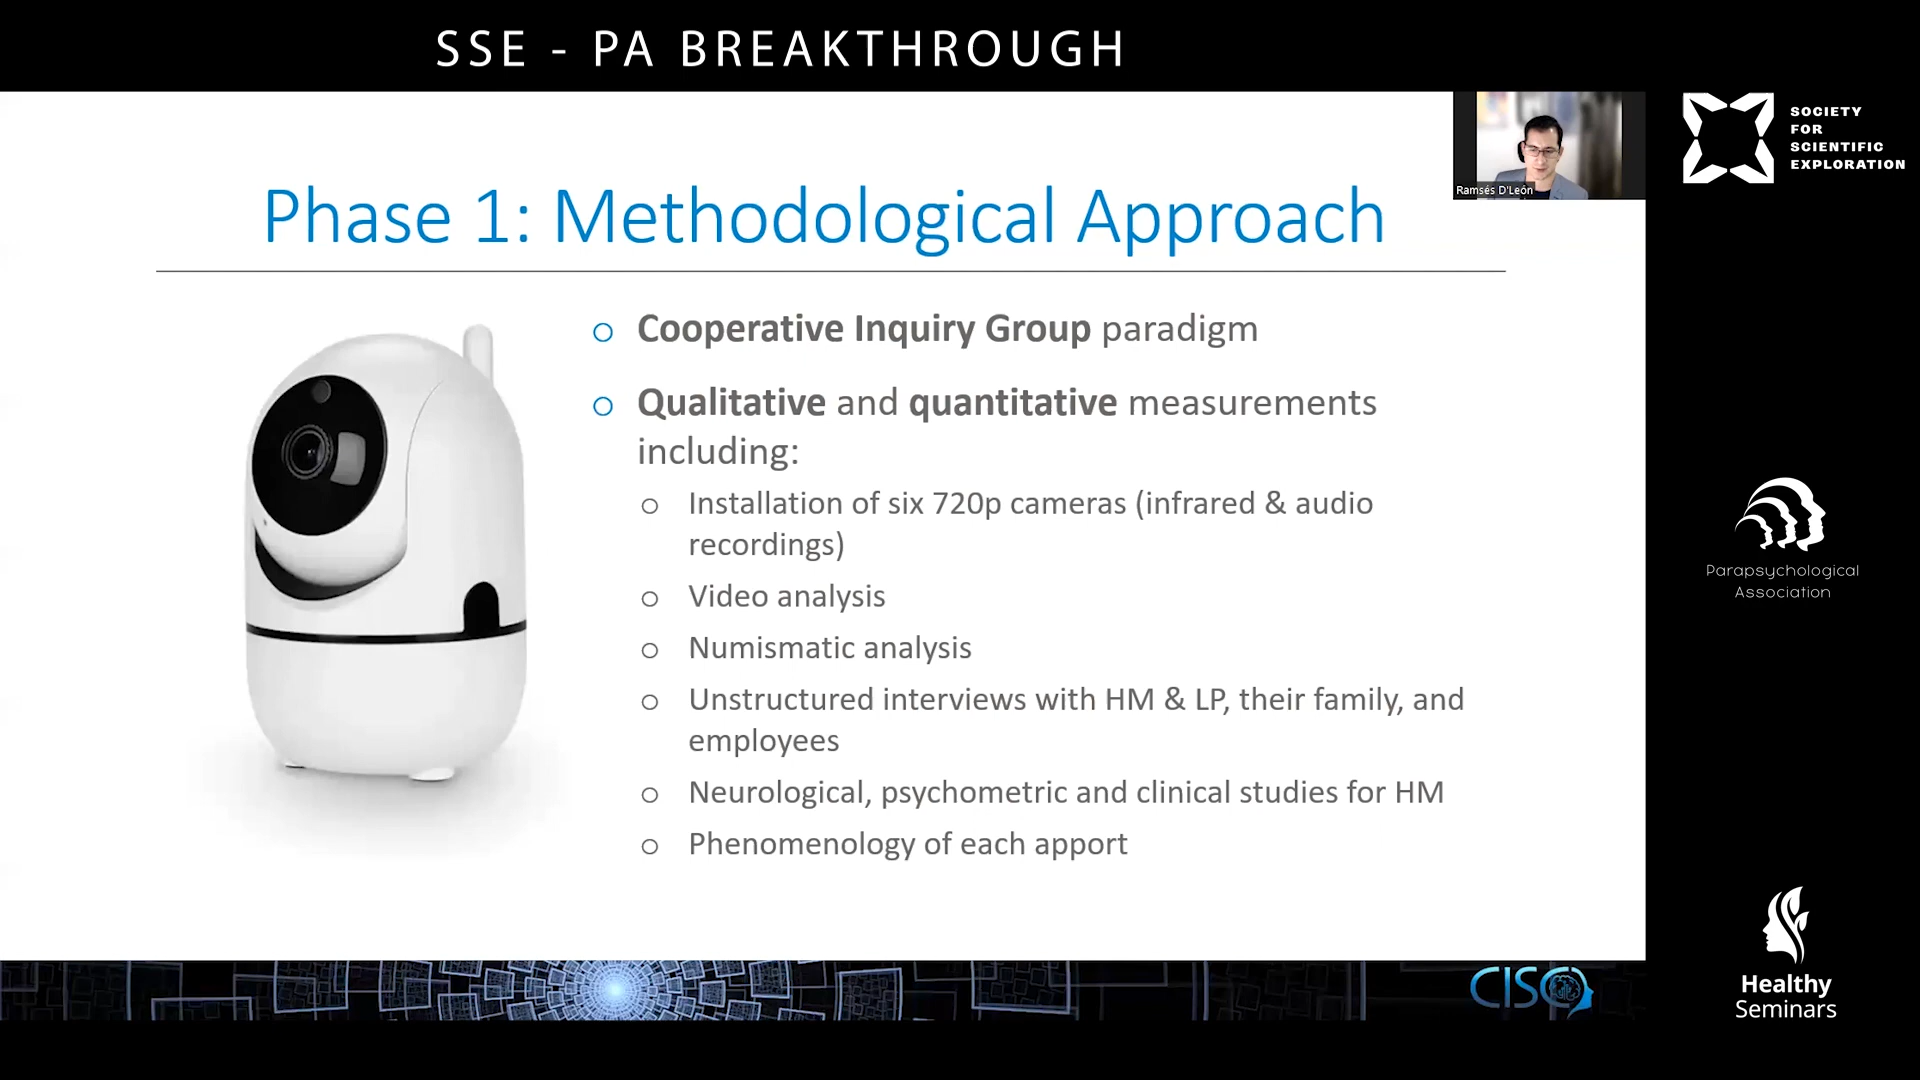 SSE - PA BREAKTHROUGH
SOCIETY
FOR
SCIENTIFIC
EXPLORATION
Ramsés D'León
Phase 1: Methodological Approach
o Cooperative Inquiry Group paradigm
o Qualitative and quantitative measurements
including:
o Installation of six 720p cameras (infrared & audio
recordings)
o Video analysis
o Numismatic analysis
o Unstructured interviews with HM & LP, their family, and
employees
o Neurological, psychometric and clinical studies for HM
o Phenomenology of each apport
Parapsychological
Association
CISC
Healthy
Seminars